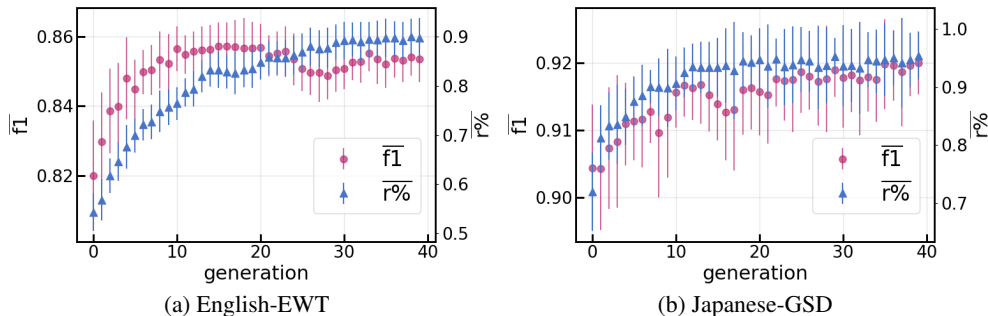 0.86
0.84
0.82
f1
0.9
0.8
0.7
0.6
0.5
r%
f1
r%
0 10 20 30 40
generation
(a) English-EWT
0.92
0.91
0.90
f1
1.0
0.9
0.8
0.7
r%
f1
r%
0 10 20 30 40
generation
(b) Japanese-GSD